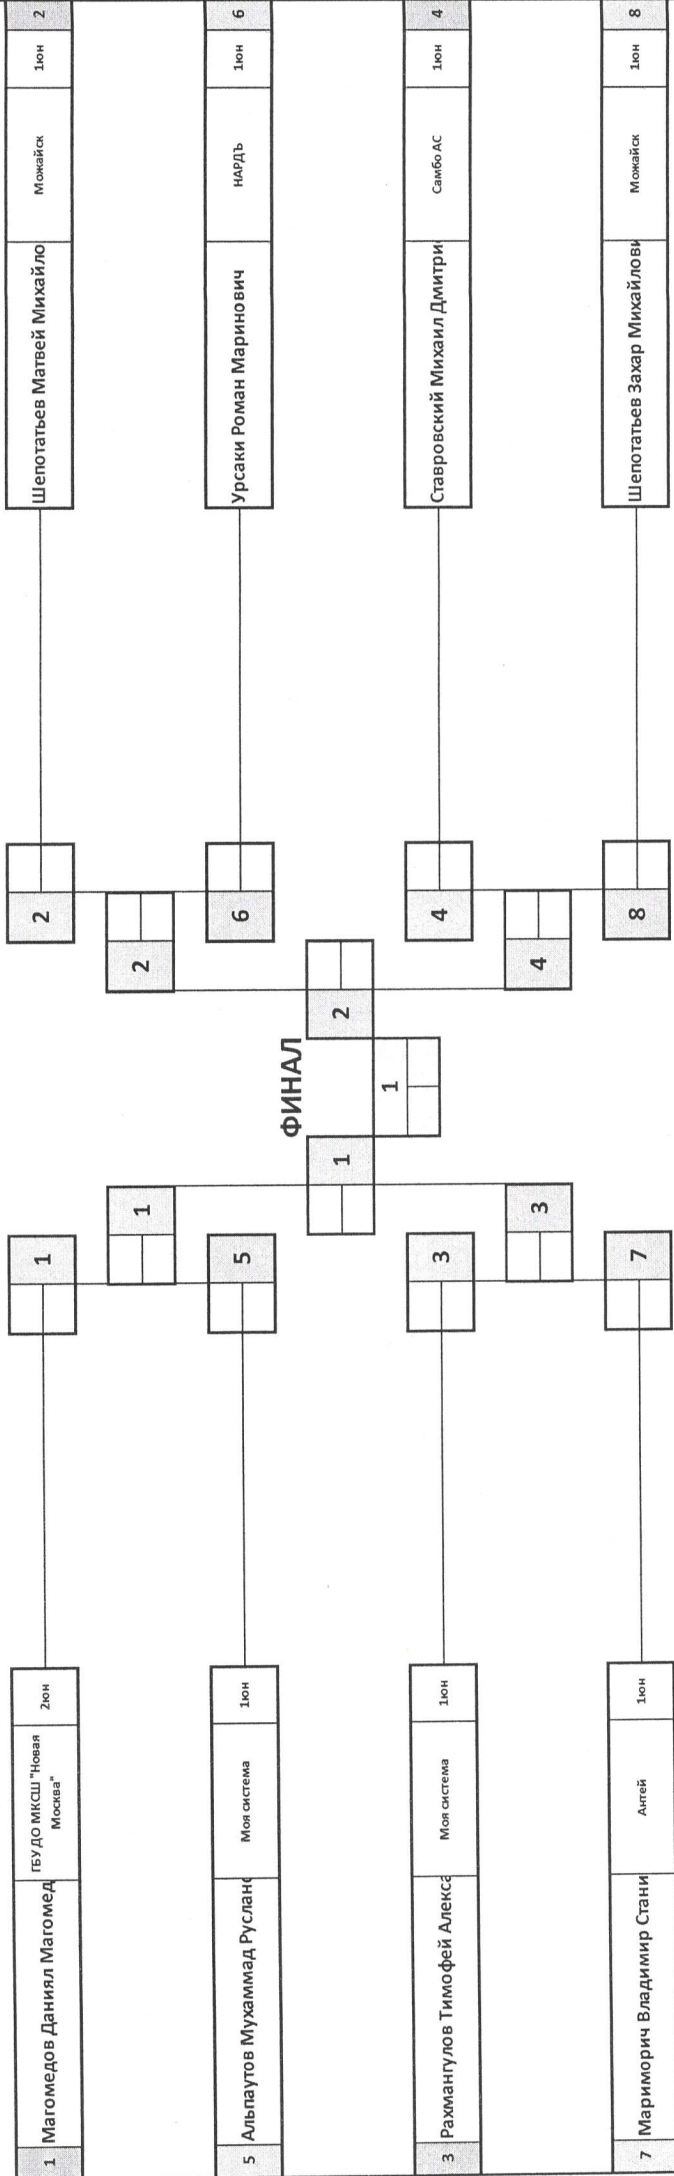 1 Магомедов Даниял Магомед ГБУ ДО МКСШ "Новая Москва" 2юн
5 Альпаутов Мухаммад Руслано Моя система 1юн
3 Рахмангулов Тимофей Алекса Моя система 1юн
7 Мариморич Владимир Стани Антей 1юн
1
5
3
7
1
3
ФИНАЛ
1
1
2
2
4
2
6
4
8
Шепотатьев Матвей Михайло Можайск 1юн 2
Урсаки Роман Маринович НАРДЪ 1юн 6
Ставровский Михаил Дмитри Самбо АС 1юн 4
Шепотатьев Захар Михайлови Можайск 1юн 8